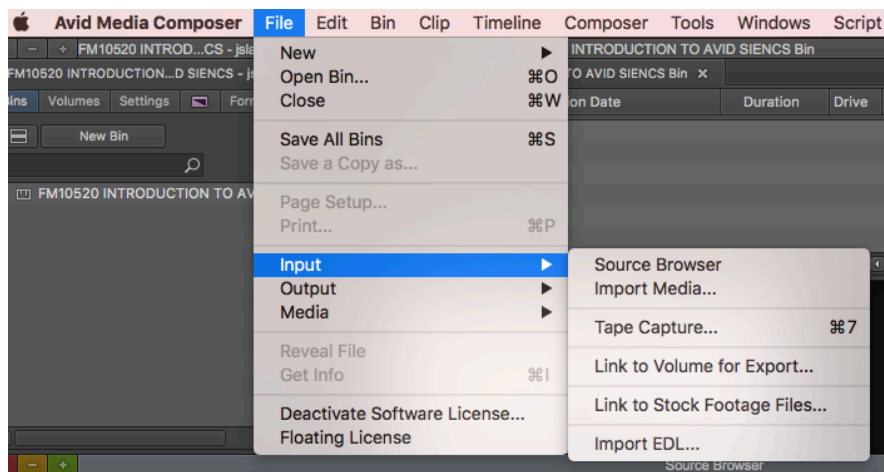 Avid Media Composer File Edit Bin Clip Timeline Composer Tools Windows Script
FM10520 INTROD...CS - jsla
INTRODUCTION TO AVID SIENCS Bin
FM10520 INTRODUCTION...D SIENCS - j
TO AVID SIENCS Bin ×
Bins Volumes Settings For
on Date Duration Drive
New Bin
FM10520 INTRODUCTION TO AV
New
Open Bin... ⌘O
Close ⌘W
Save All Bins ⌘S
Save a Copy as...
Page Setup...
Print... ⌘P
Input
Output
Media
Reveal File
Get Info ⌘I
Deactivate Software License...
Floating License
Source Browser
Import Media...
Tape Capture... ⌘7
Link to Volume for Export...
Link to Stock Footage Files...
Import EDL...
Source Browser